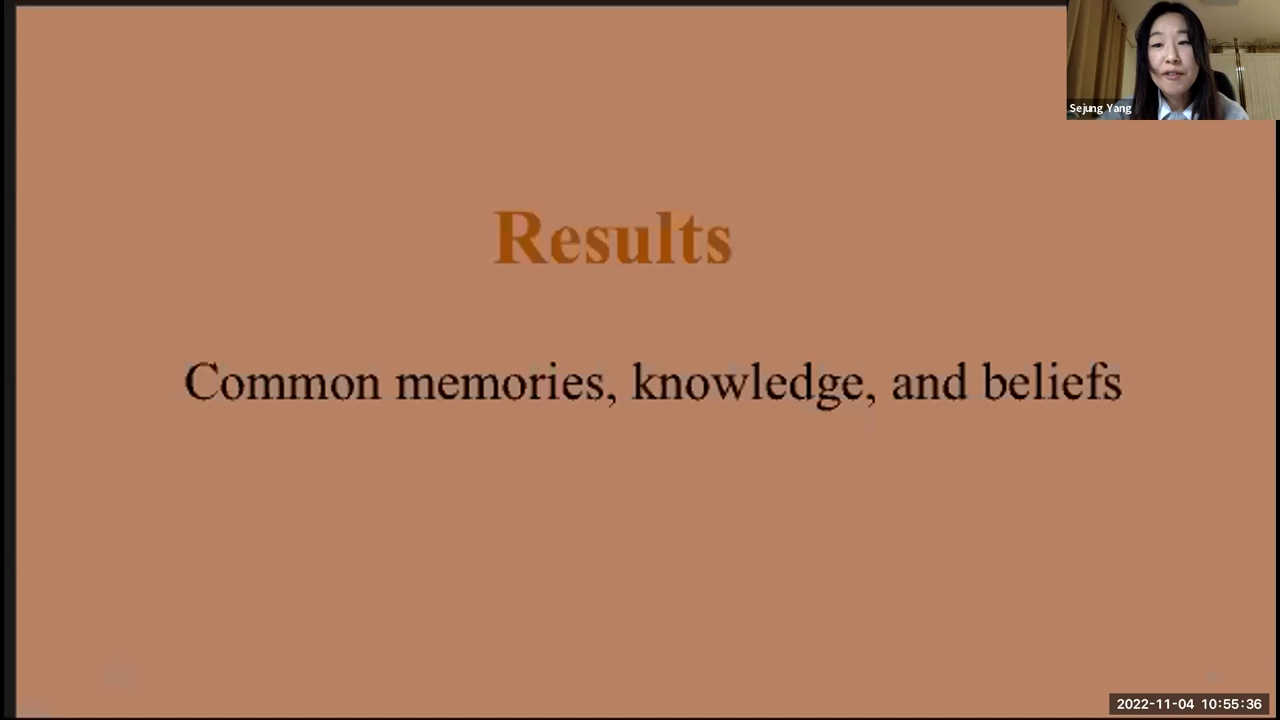 Sejung Yang
Results
Common memories, knowledge, and beliefs
2022-11-04 10:55:36